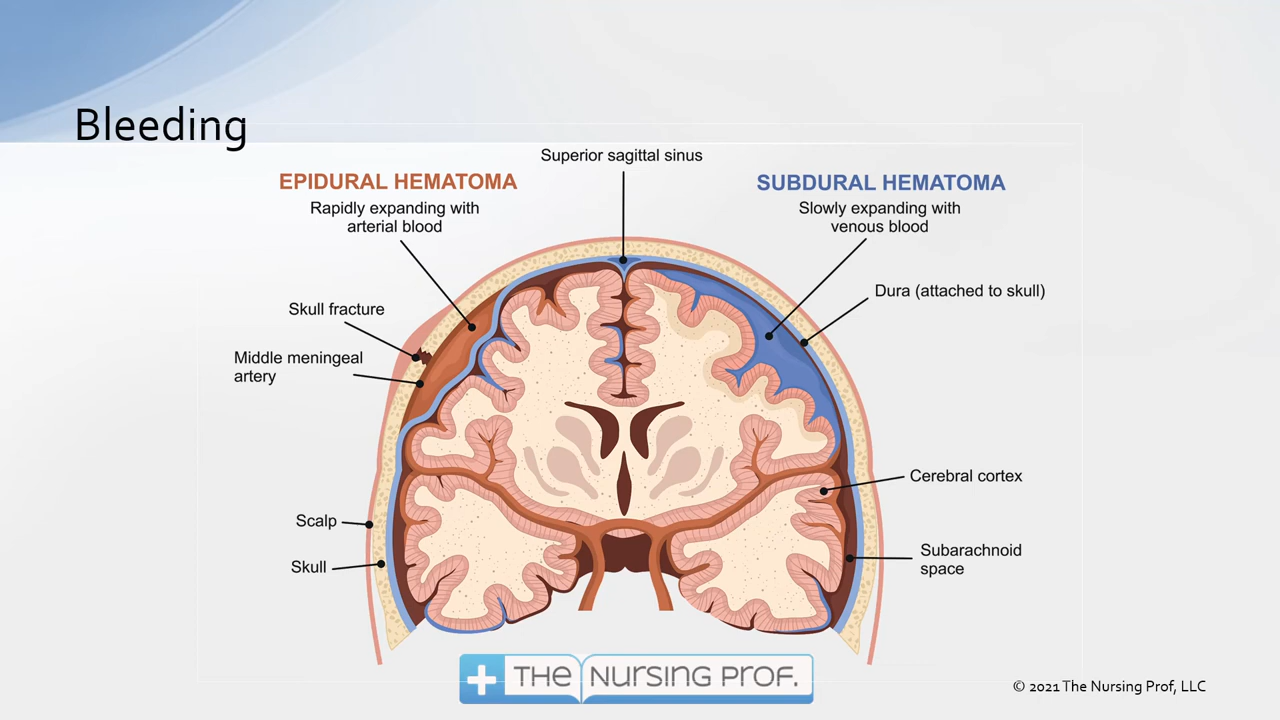 Bleeding
Superior sagittal sinus
EPIDURAL HEMATOMA
Rapidly expanding with
arterial blood
SUBDURAL HEMATOMA
Slowly expanding with
venous blood
Skull fracture
Middle meningeal
artery
Dura (attached to skull)
Cerebral cortex
Scalp
Skull
Subarachnoid
space
THE NURSING PROF.
© 2021 The Nursing Prof, LLC